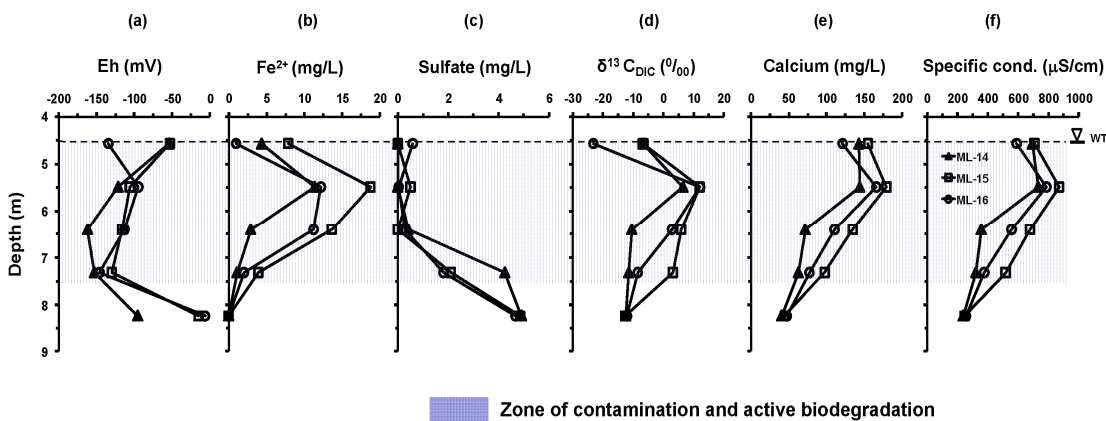 (a) (b) (c) (d) (e) (f)
Eh (mV) Fe²⁺ (mg/L) Sulfate (mg/L) δ¹³ C_DIC (⁰/₀₀) Calcium (mg/L) Specific cond. (μS/cm)
-200 -150 -100 -50 0 0 5 10 15 20 0 2 4 6 -30 -20 -10 0 10 20 0 50 100 150 200 0 200 400 600 800 1000
4
WT
5
ML-14
ML-15
ML-16
6
7
8
9
Depth (m)
Zone of contamination and active biodegradation